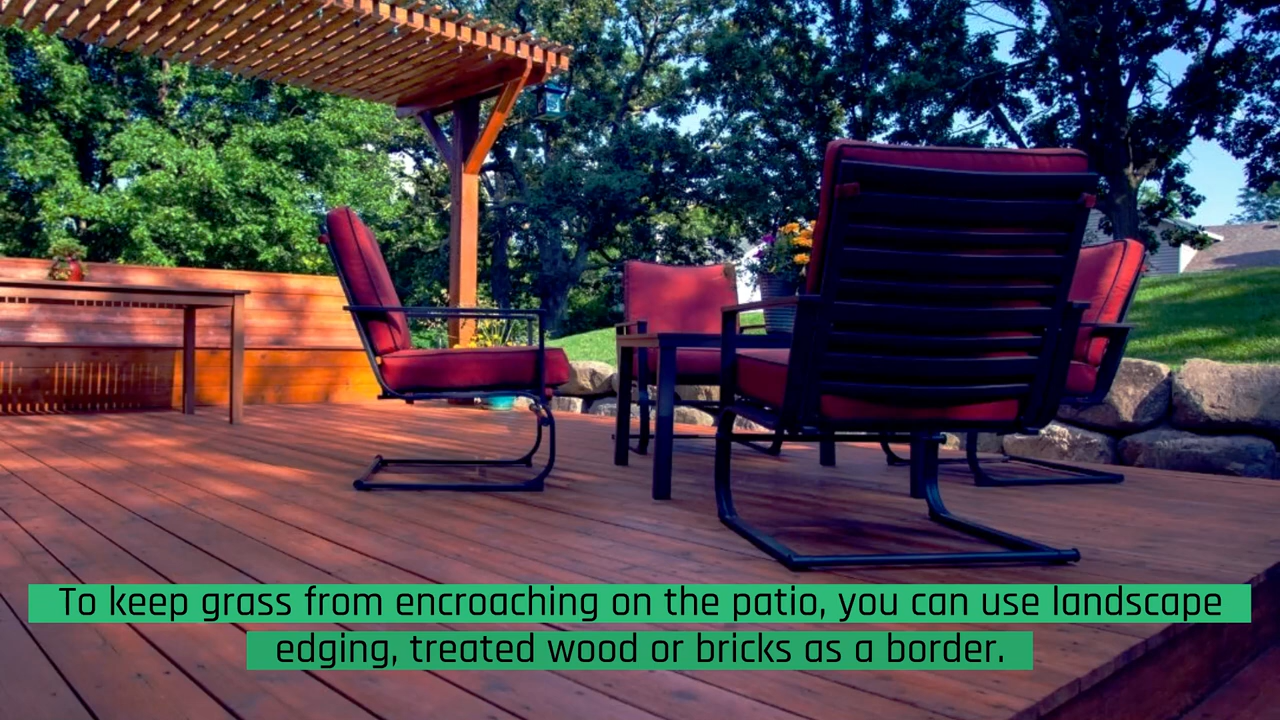 To keep grass from encroaching on the patio, you can use landscape
edging, treated wood or bricks as a border.